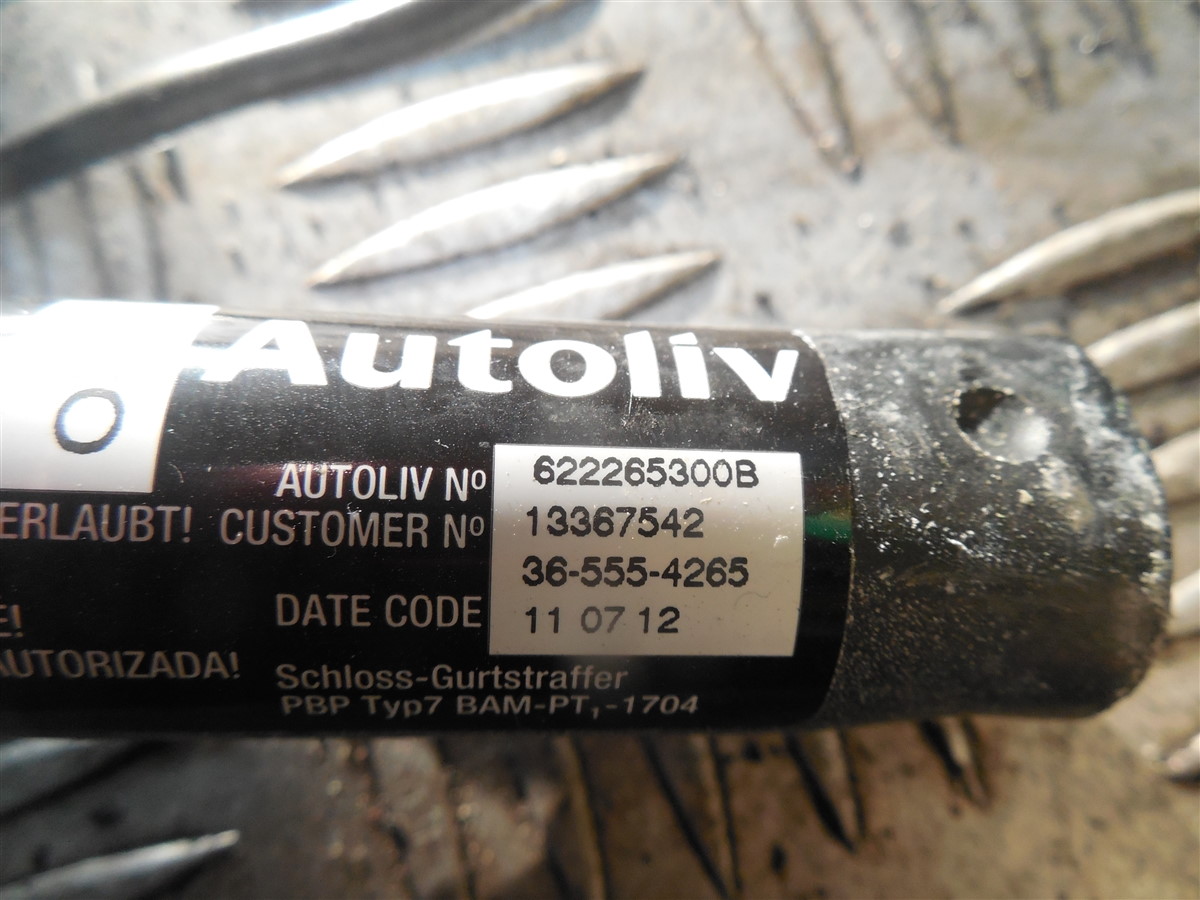 Autoliv
O
AUTOLIV Nº 622265300B
ERLAUBT! CUSTOMER Nº 13367542
36-555-4265
DATE CODE 11 07 12
E!
AUTORIZADA!
Schloss-Gurtstraffer
PBP Typ7 BAM-PT,-1704